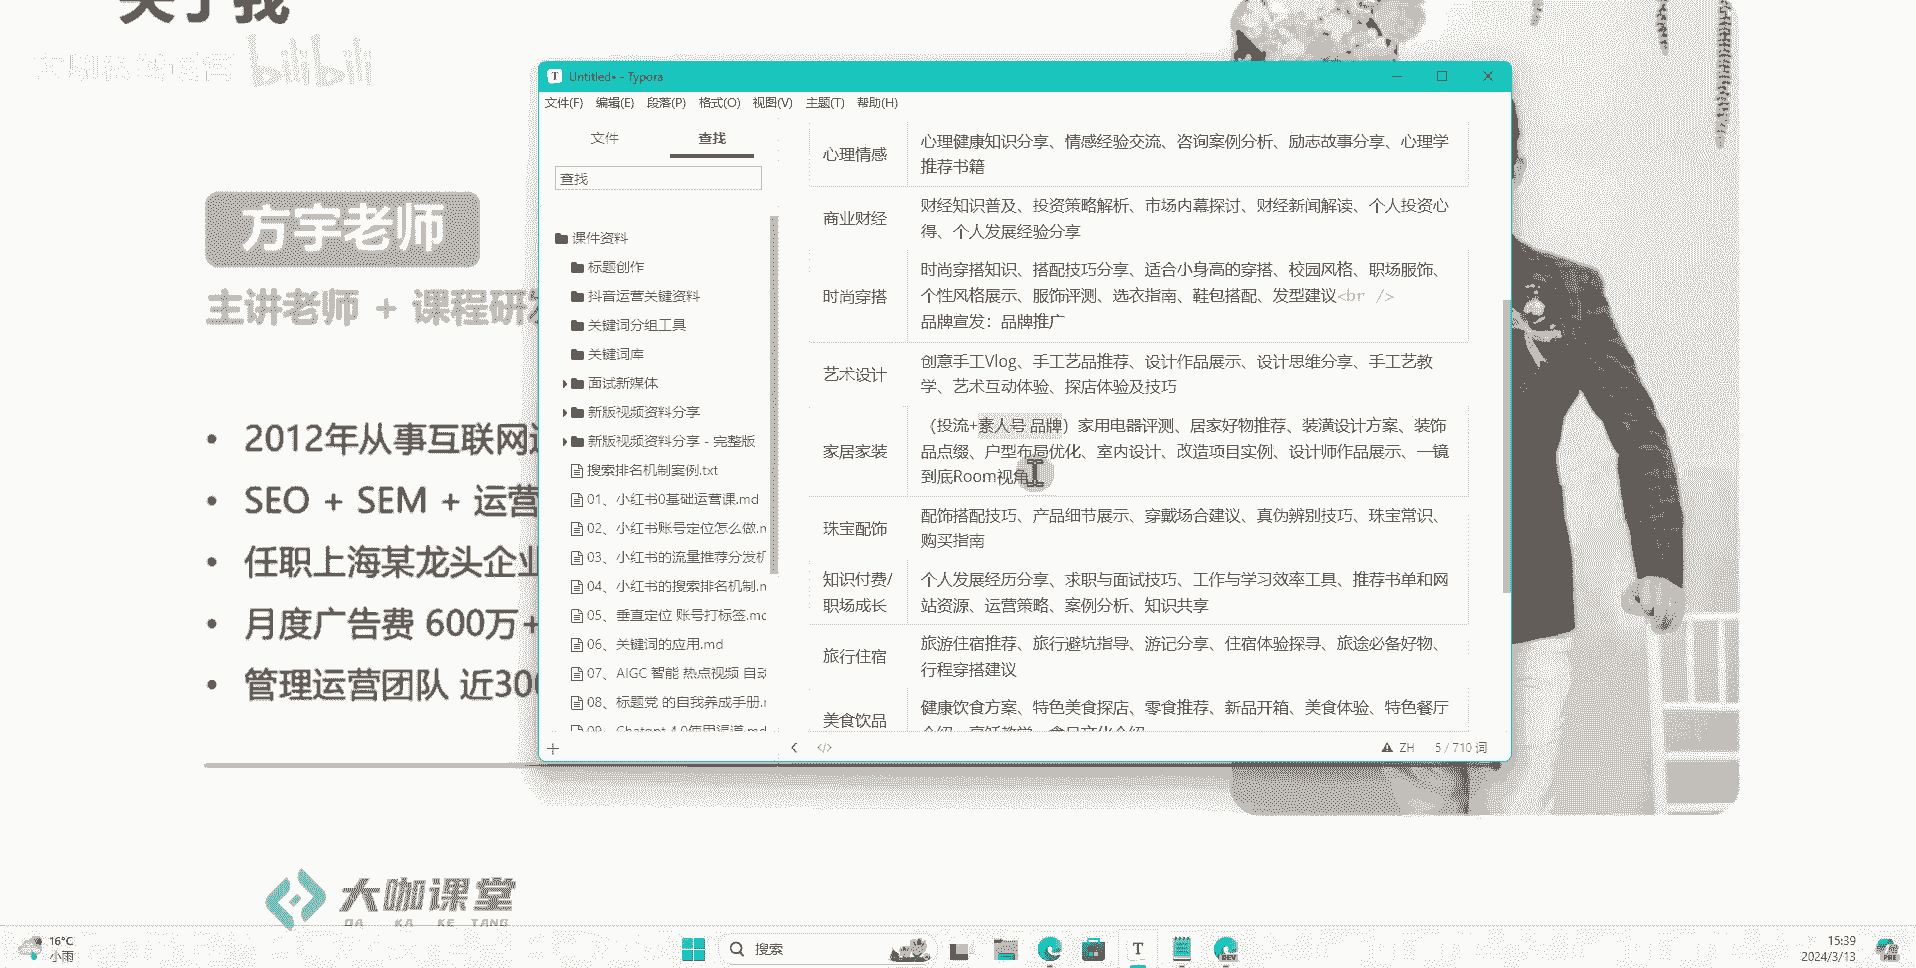 关于我
bilibili
方宇老师
主讲老师 + 课程研发
2012年从事互联网
SEO + SEM + 运营
任职上海某龙头企业
月度广告费 600万+
管理运营团队 近300
大咖课堂
DA KA KE TANG
Untitled• - Typora
文件(F) 编辑(E) 段落(P) 格式(O) 视图(V) 主题(T) 帮助(H)
文件 查找
查找
课件资料
标题创作
抖音运营关键资料
关键词分组工具
关键词库
面试新媒体
新版视频资料分享
新版视频资料分享 - 完整版
搜索排名机制案例.txt
01、小红书0基础运营课.md
02、小红书账号定位怎么做.m
03、小红书的流量推荐分发机
04、小红书的搜索排名机制.m
05、垂直定位 账号打标签.mc
06、关键词的应用.md
07、AIGC 智能 热点视频 自动
08、标题党 的自我养成手册.r
09、Chatgpt 4.0使用渠道.md
心理情感
心理健康知识分享、情感经验交流、咨询案例分析、励志故事分享、心理学
推荐书籍
商业财经
财经知识普及、投资策略解析、市场内幕探讨、财经新闻解读、个人投资心
得、个人发展经验分享
时尚穿搭
时尚穿搭知识、搭配技巧分享、适合小身高的穿搭、校园风格、职场服饰、
个性风格展示、服饰评测、选衣指南、鞋包搭配、发型建议<br />
品牌宣发：品牌推广
艺术设计
创意手工Vlog、手工艺品推荐、设计作品展示、设计思维分享、手工艺教
学、艺术互动体验、探店体验及技巧
家居家装
（投流+素人号 品牌）家用电器评测、居家好物推荐、装潢设计方案、装饰
品点缀、户型布局优化、室内设计、改造项目实例、设计师作品展示、一镜
到底Room视角
珠宝配饰
配饰搭配技巧、产品细节展示、穿戴场合建议、真伪辨别技巧、珠宝常识、
购买指南
知识付费/
职场成长
个人发展经历分享、求职与面试技巧、工作与学习效率工具、推荐书单和网
站资源、运营策略、案例分析、知识共享
旅行住宿
旅游住宿推荐、旅行避坑指导、游记分享、住宿体验探寻、旅途必备好物、
行程穿搭建议
美食饮品
健康饮食方案、特色美食探店、零食推荐、新品开箱、美食体验、特色餐厅
ZH 5 / 710 词
16°C
小雨
搜索
DEV
15:39
2024/3/13
PRE